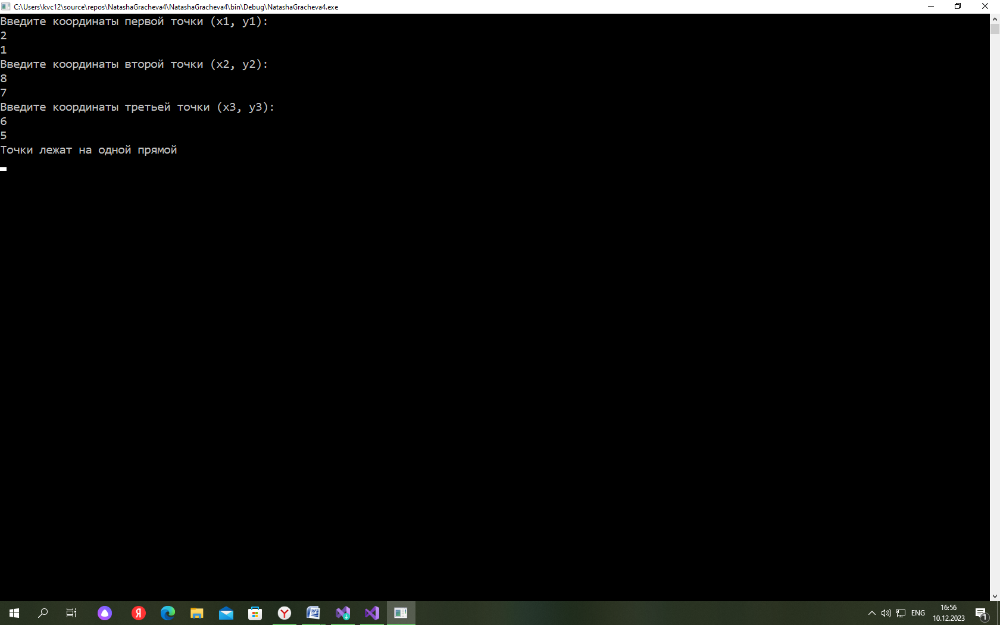 C:\Users\kvc12\source\repos\NatashaGracheva4\NatashaGracheva4\bin\Debug\NatashaGracheva4.exe
Введите координаты первой точки (x1, y1):
2
1
Введите координаты второй точки (x2, y2):
8
7
Введите координаты третьей точки (x3, y3):
6
5
Точки лежат на одной прямой
ENG
16:56
10.12.2023
1